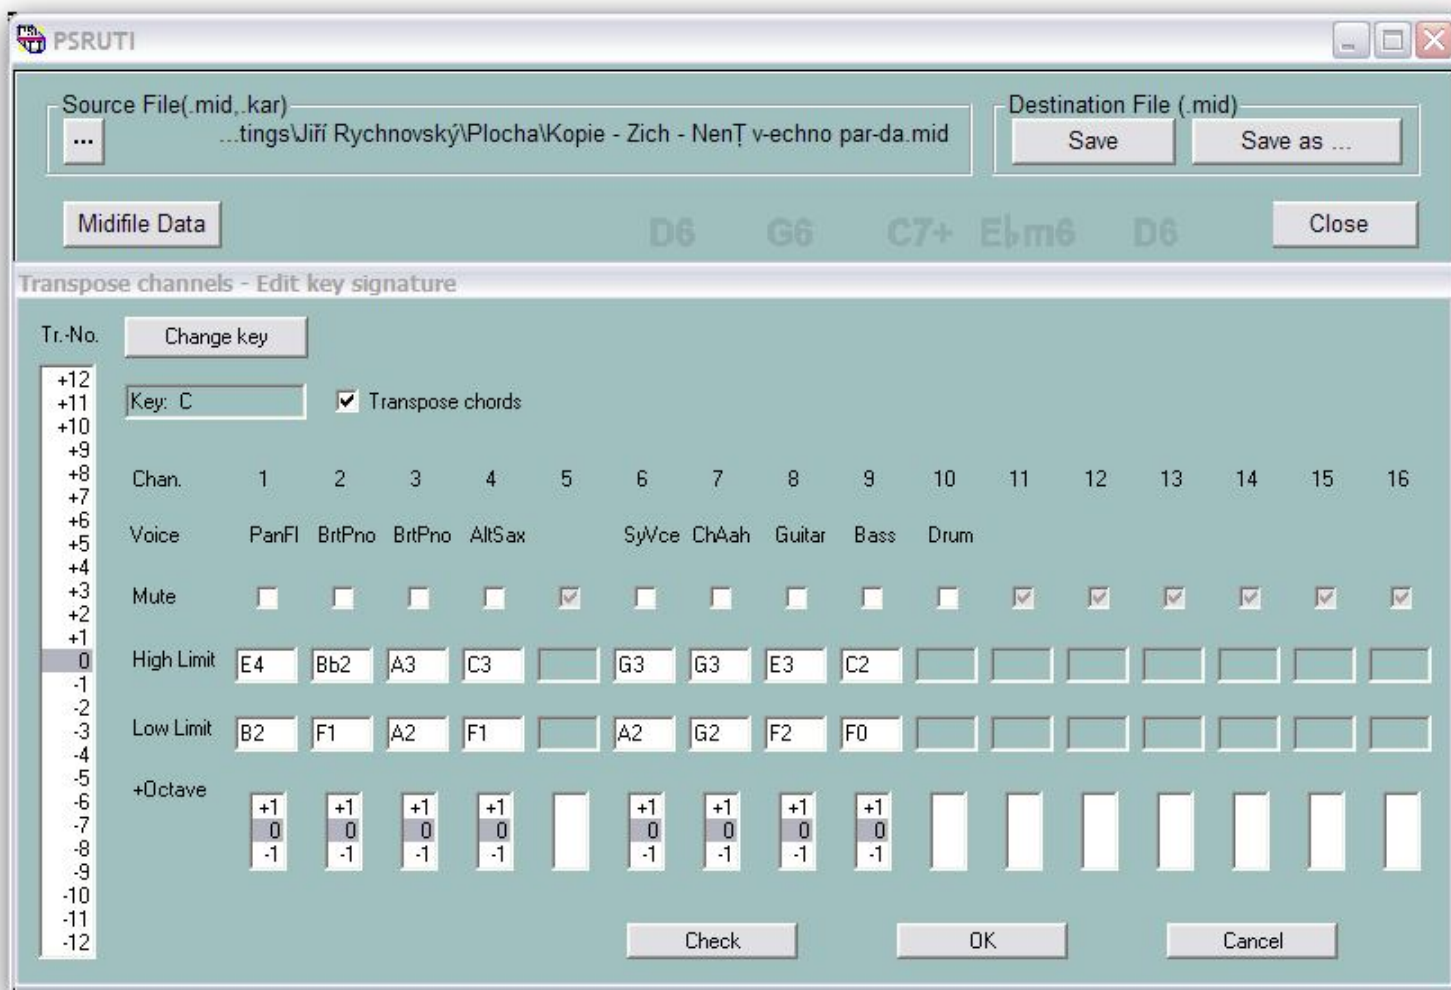 PSRUTI
Source File(.mid,.kar)
Destination File (.mid)
... ...tings\Jiří Rychnovský\Plocha\Kopie - Zich - NenŢ v-echno par-da.mid
Save Save as ...
Midifile Data D6 G6 C7+ E♭m6 D6 Close
Transpose channels - Edit key signature
Tr.-No. Change key
+12
+11
+10
+9
+8
+7
+6
+5
+4
+3
+2
+1
0
-1
-2
-3
-4
-5
-6
-7
-8
-9
-10
-11
-12
Key: C Transpose chords
Chan. 1 2 3 4 5 6 7 8 9 10 11 12 13 14 15 16
Voice PanFl BrtPno BrtPno AltSax SyVce ChAah Guitar Bass Drum
Mute
High Limit E4 Bb2 A3 C3 G3 G3 E3 C2
Low Limit B2 F1 A2 F1 A2 G2 F2 F0
+Octave
+1 +1 +1 +1 +1 +1 +1 +1
0 0 0 0 0 0 0 0
-1 -1 -1 -1 -1 -1 -1 -1
Check OK Cancel